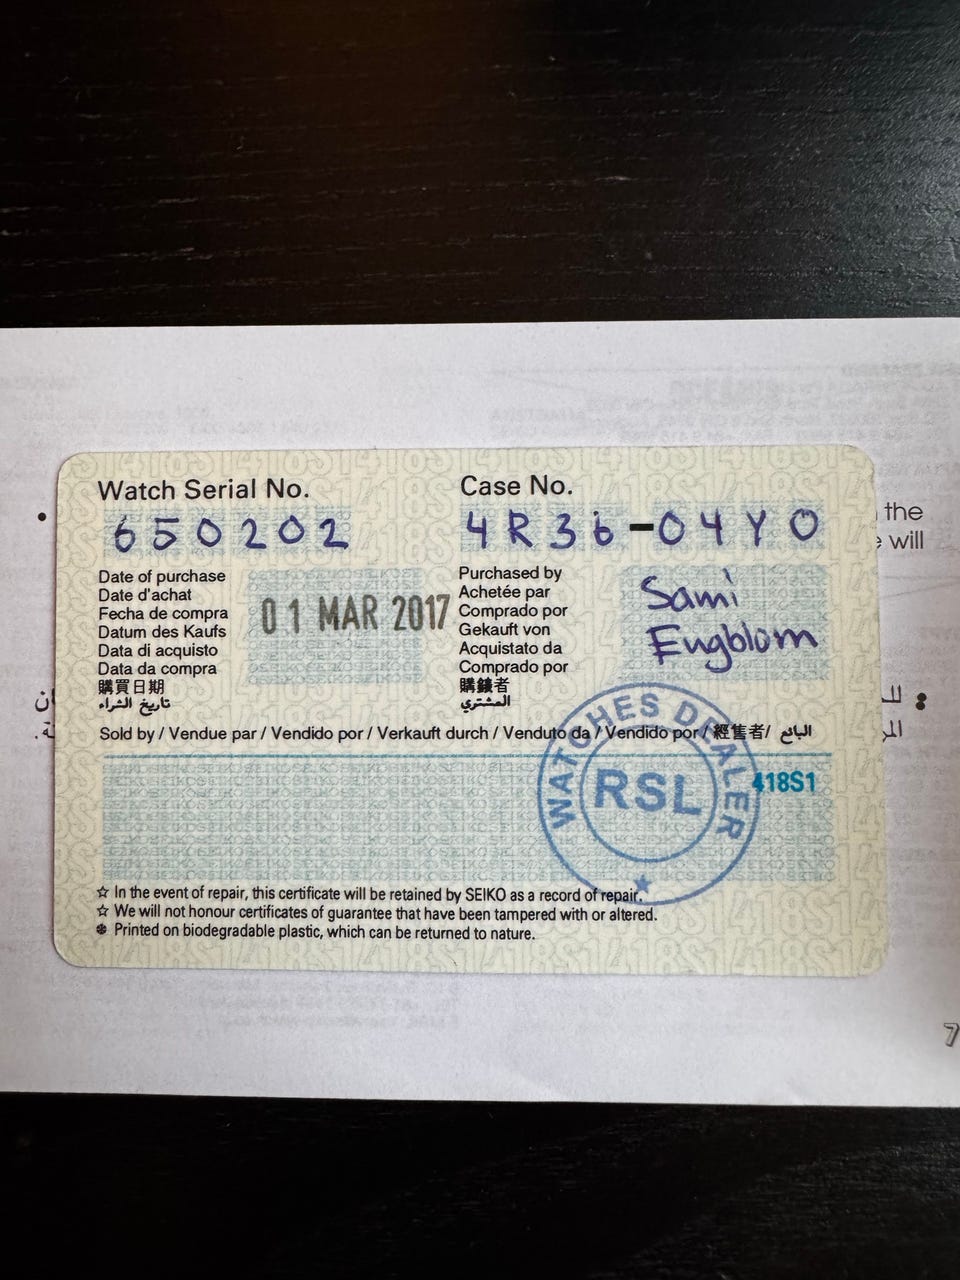 Watch Serial No.
650202
Case No.
4R36-04Y0
Date of purchase
Date d'achat
Fecha de compra
Datum des Kaufs
Data di acquisto
Data da compra
購買日期
تاريخ الشراء
01 MAR 2017
Purchased by
Achetée par
Comprado por
Gekauft von
Acquistato da
Comprado por
購錶者
المشتري
Sami
Engblom
Sold by / Vendue par / Vendido por / Verkauft durch / Venduto da / Vendido por / 經售者/ البائع
WATCHES DEALER
RSL
418S1
☆ In the event of repair, this certificate will be retained by SEIKO as a record of repair.
☆ We will not honour certificates of guarantee that have been tampered with or altered.
❃ Printed on biodegradable plastic, which can be returned to nature.
the
will
7